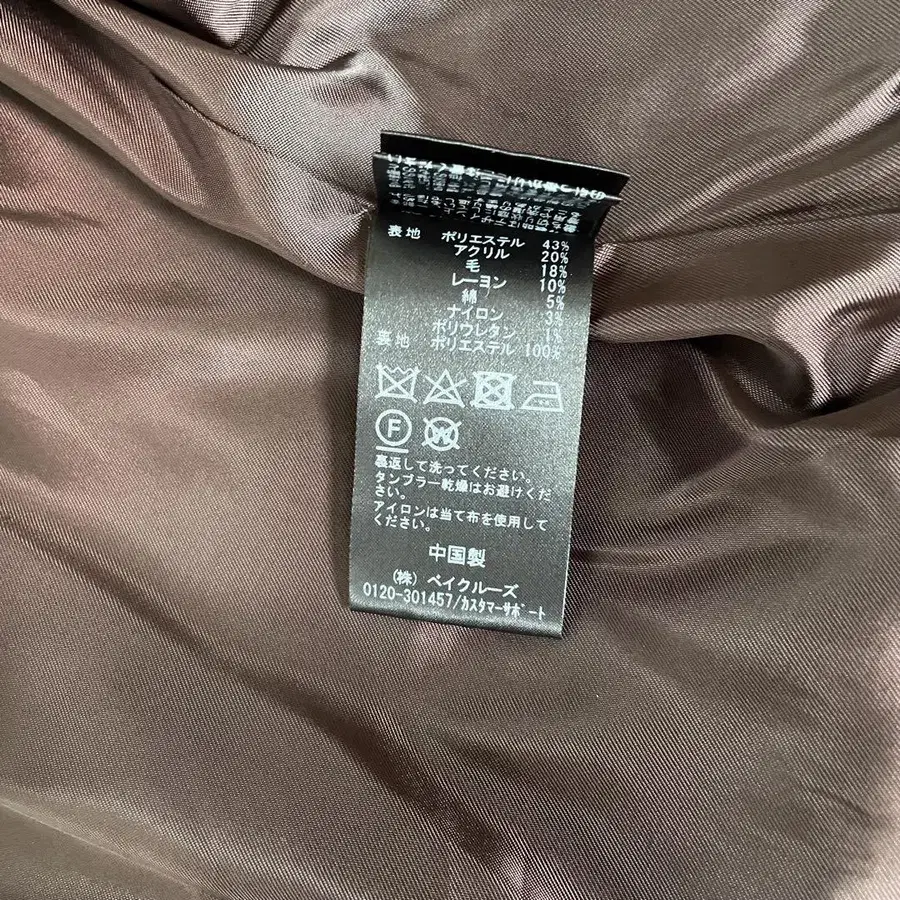 表地 ポリエステル 43%
アクリル 20%
毛 18%
レーヨン 10%
綿 5%
ナイロン 3%
ポリウレタン 1%
裏地 ポリエステル 100%
F
W
裏返して洗ってください。
タンブラー乾燥はお避けくだ
さい。
アイロンは当て布を使用して
ください。
中国製
(株) ベイクルーズ
0120-301457/カスタマーサポート